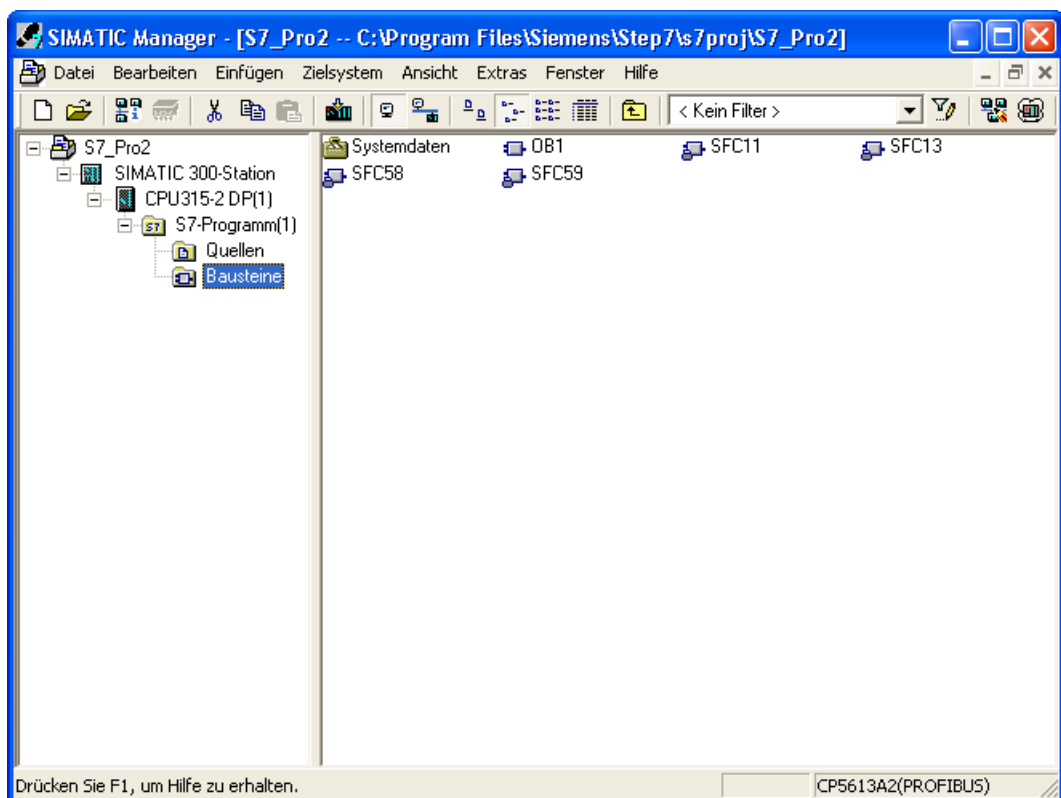 SIMATIC Manager - [S7_Pro2 -- C:\Program Files\Siemens\Step7\s7proj\S7_Pro2]
Datei Bearbeiten Einfügen Zielsystem Ansicht Extras Fenster Hilfe
< Kein Filter >
S7_Pro2
SIMATIC 300-Station
CPU315-2 DP(1)
S7-Programm(1)
Quellen
Bausteine
Systemdaten OB1 SFC11 SFC13
SFC58 SFC59
Drücken Sie F1, um Hilfe zu erhalten. CP5613A2(PROFIBUS)